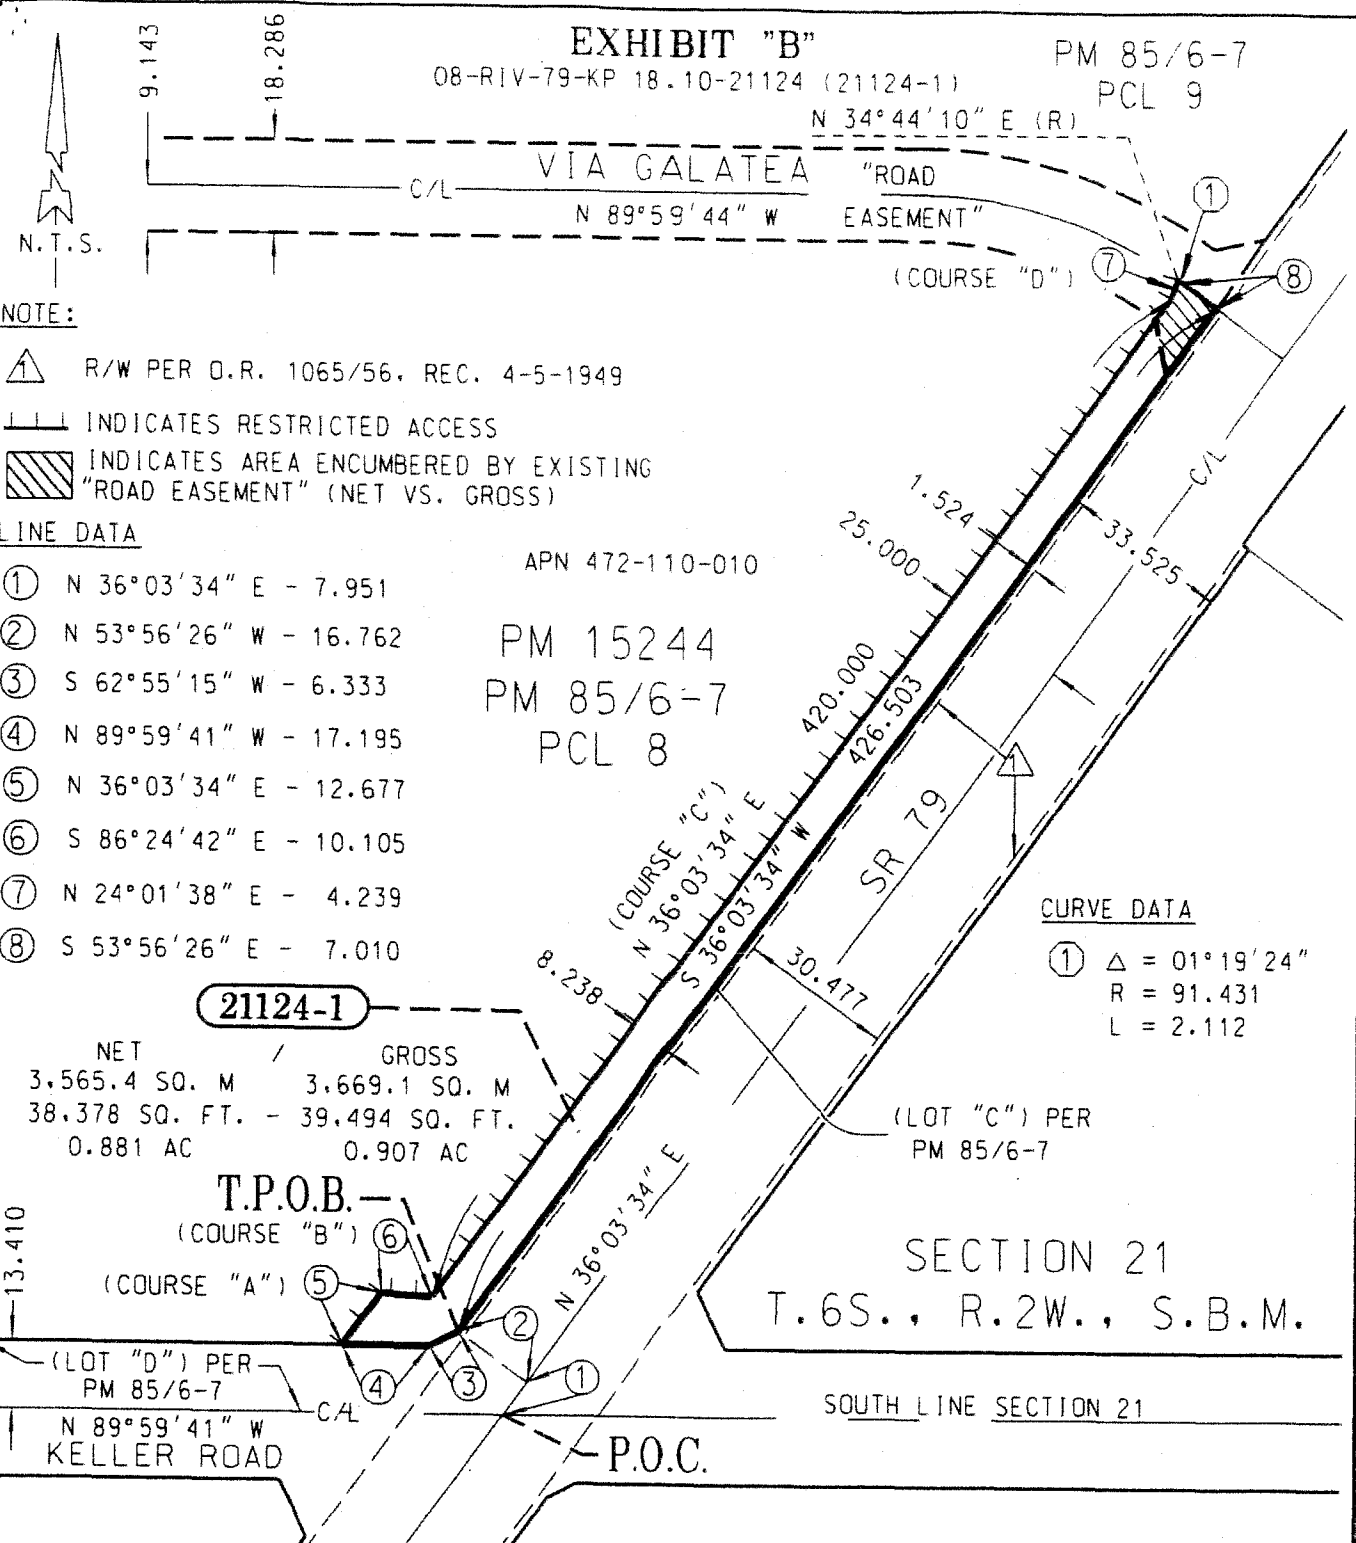 EXHIBIT "B"
08-RIV-79-KP 18.10-21124 (21124-1)
PM 85/6-7
PCL 9
9.143
18.286
N 34°44'10" E (R)
VIA GALATEA
"ROAD
EASEMENT"
C/L
N 89°59'44" W
N.T.S.
(COURSE "D")
1
7
8
NOTE:
1 R/W PER O.R. 1065/56, REC. 4-5-1949
INDICATES RESTRICTED ACCESS
INDICATES AREA ENCUMBERED BY EXISTING
"ROAD EASEMENT" (NET VS. GROSS)
LINE DATA
1 N 36°03'34" E - 7.951
2 N 53°56'26" W - 16.762
3 S 62°55'15" W - 6.333
4 N 89°59'41" W - 17.195
5 N 36°03'34" E - 12.677
6 S 86°24'42" E - 10.105
7 N 24°01'38" E - 4.239
8 S 53°56'26" E - 7.010
APN 472-110-010
PM 15244
PM 85/6-7
PCL 8
C/L
1.524
25.000
33.525
420.000
426.503
1
SR 79
(COURSE "C")
N 36°03'34" E
S 36°03'34" W
8.238
30.477
CURVE DATA
1 Δ = 01°19'24"
R = 91.431
L = 2.112
21124-1
NET / GROSS
3,565.4 SQ. M 3,669.1 SQ. M
38,378 SQ. FT. - 39,494 SQ. FT.
0.881 AC 0.907 AC
(LOT "C") PER
PM 85/6-7
T.P.O.B.
(COURSE "B")
6
(COURSE "A")
5
13.410
N 36°03'34" E
SECTION 21
T.6S., R.2W., S.B.M.
2
1
4
3
(LOT "D") PER
PM 85/6-7
C/L
N 89°59'41" W
KELLER ROAD
SOUTH LINE SECTION 21
P.O.C.